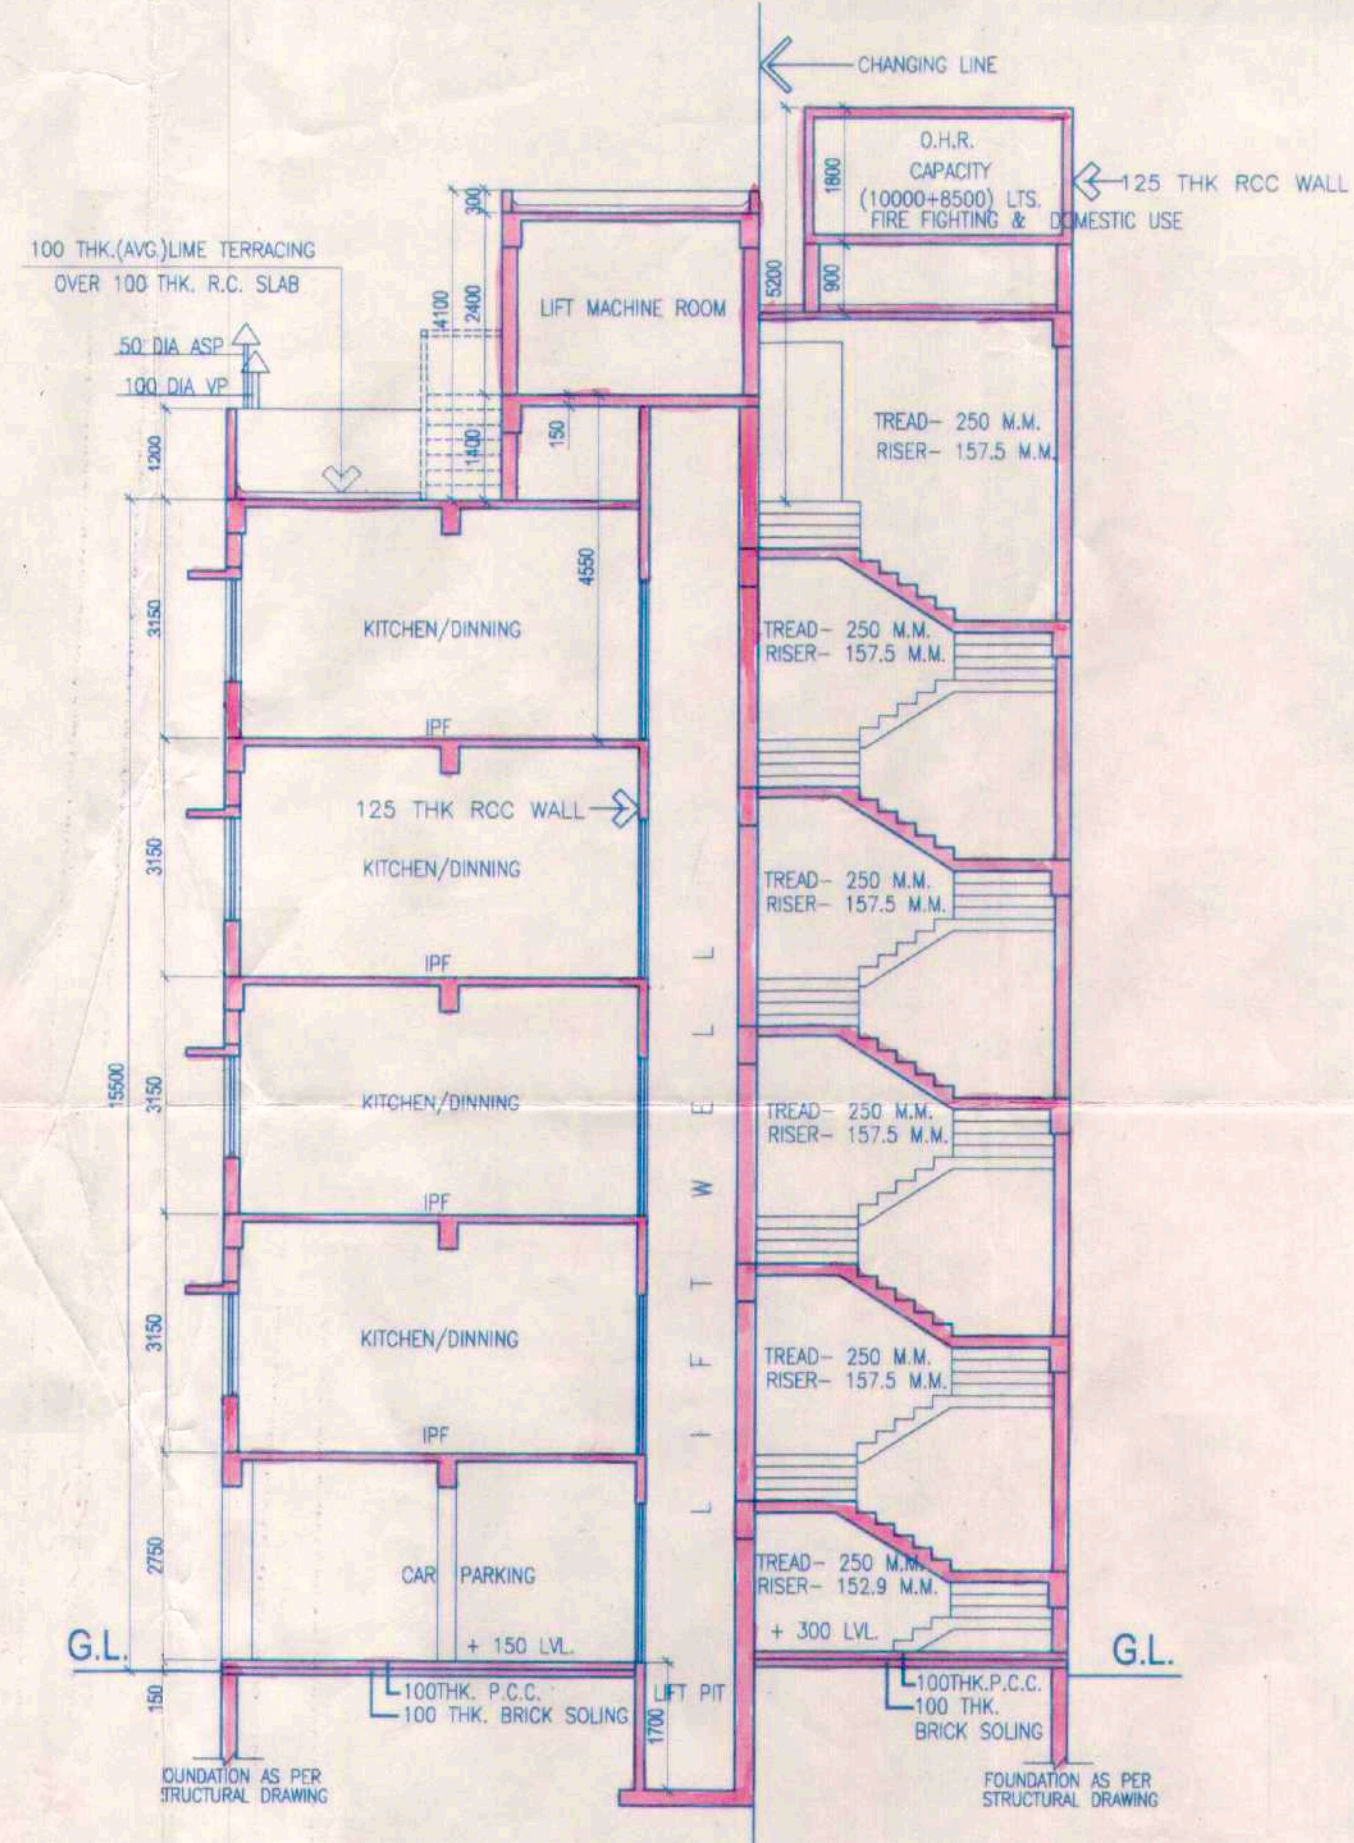 CHANGING LINE
O.H.R.
CAPACITY
(10000+8500) LTS.
FIRE FIGHTING & DOMESTIC USE
1800
125 THK RCC WALL
300
100 THK.(AVG.)LIME TERRACING
OVER 100 THK. R.C. SLAB
4100
2400
LIFT MACHINE ROOM
5200
900
50 DIA ASP
100 DIA VP
1200
1400
150
TREAD- 250 M.M.
RISER- 157.5 M.M.
4550
3150
KITCHEN/DINNING
TREAD- 250 M.M.
RISER- 157.5 M.M.
IPF
125 THK RCC WALL
3150
KITCHEN/DINNING
TREAD- 250 M.M.
RISER- 157.5 M.M.
IPF
15500
3150
KITCHEN/DINNING
TREAD- 250 M.M.
RISER- 157.5 M.M.
IPF
LIFT WELL
3150
KITCHEN/DINNING
TREAD- 250 M.M.
RISER- 157.5 M.M.
IPF
2750
CAR PARKING
TREAD- 250 M.M.
RISER- 152.9 M.M.
+ 150 LVL.
+ 300 LVL.
G.L.
G.L.
150
100THK. P.C.C.
100 THK. BRICK SOLING
LIFT PIT
1700
100THK.P.C.C.
100 THK.
BRICK SOLING
OUNDATION AS PER
STRUCTURAL DRAWING
FOUNDATION AS PER
STRUCTURAL DRAWING